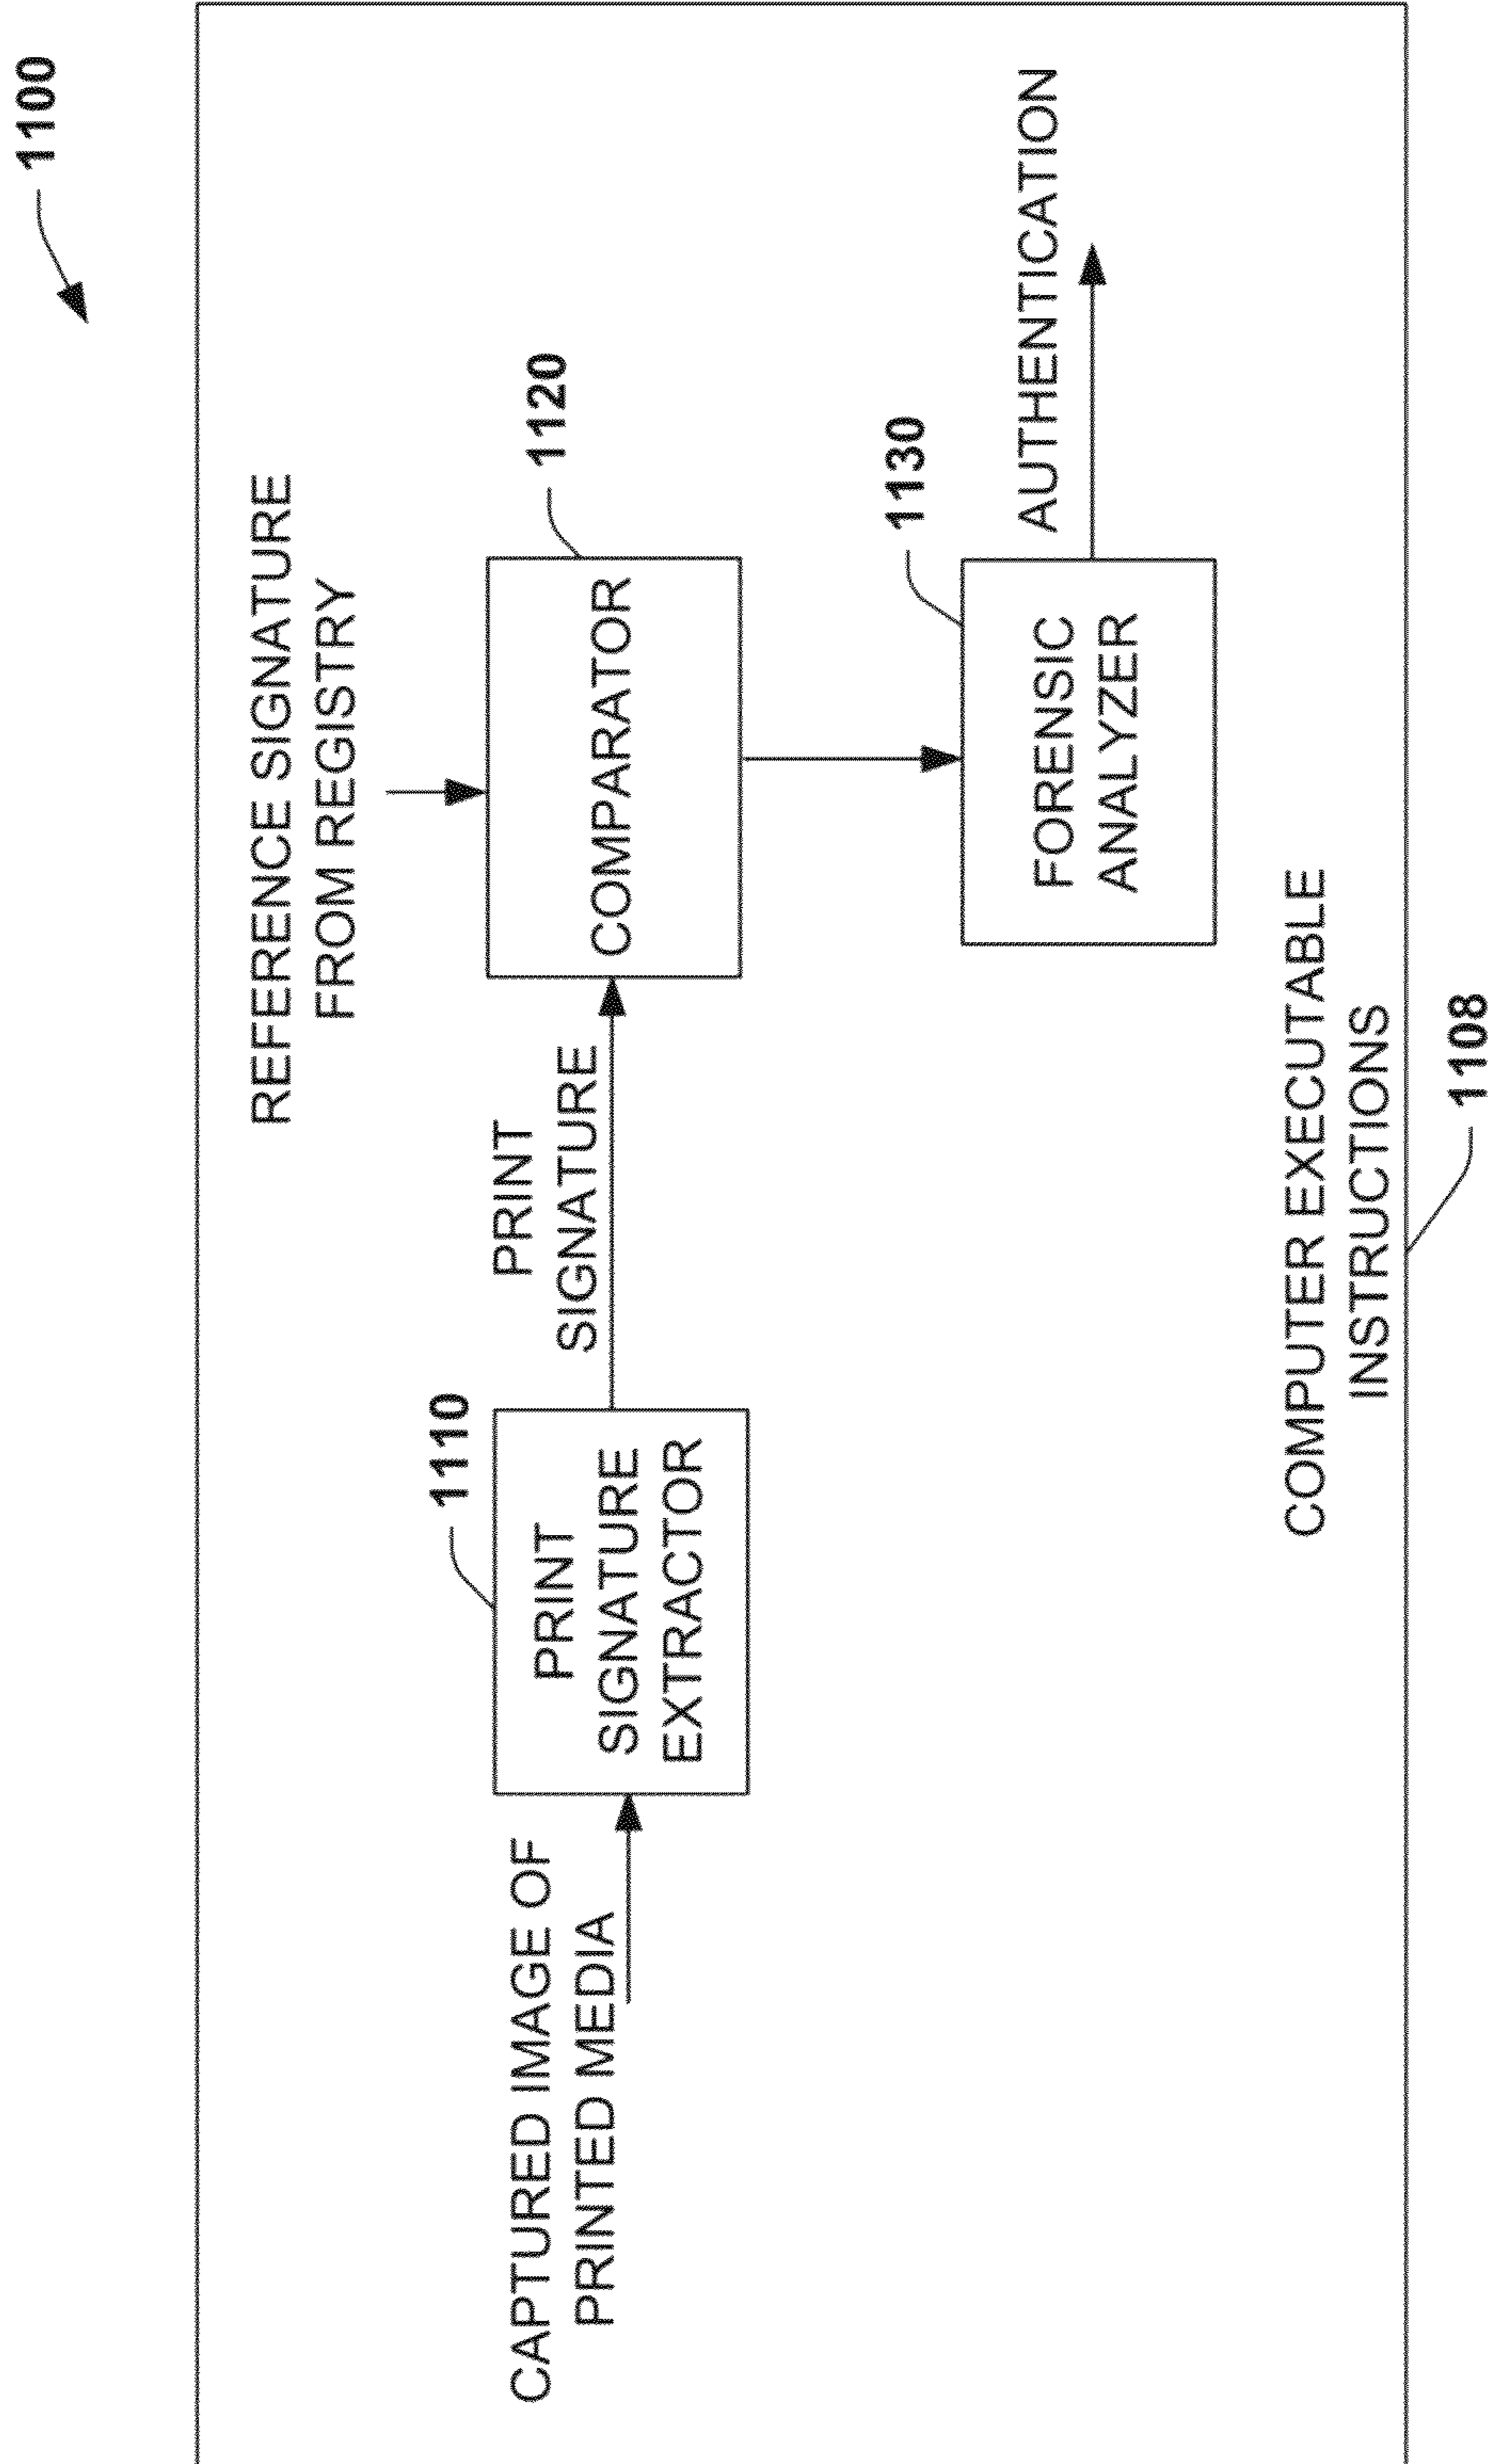 1100
REFERENCE SIGNATURE
FROM REGISTRY
1110
PRINT
SIGNATURE
1120
CAPTURED IMAGE OF
PRINTED MEDIA
PRINT
SIGNATURE
EXTRACTOR
COMPARATOR
1130
FORENSIC
ANALYZER
AUTHENTICATION
COMPUTER EXECUTABLE
INSTRUCTIONS
1108